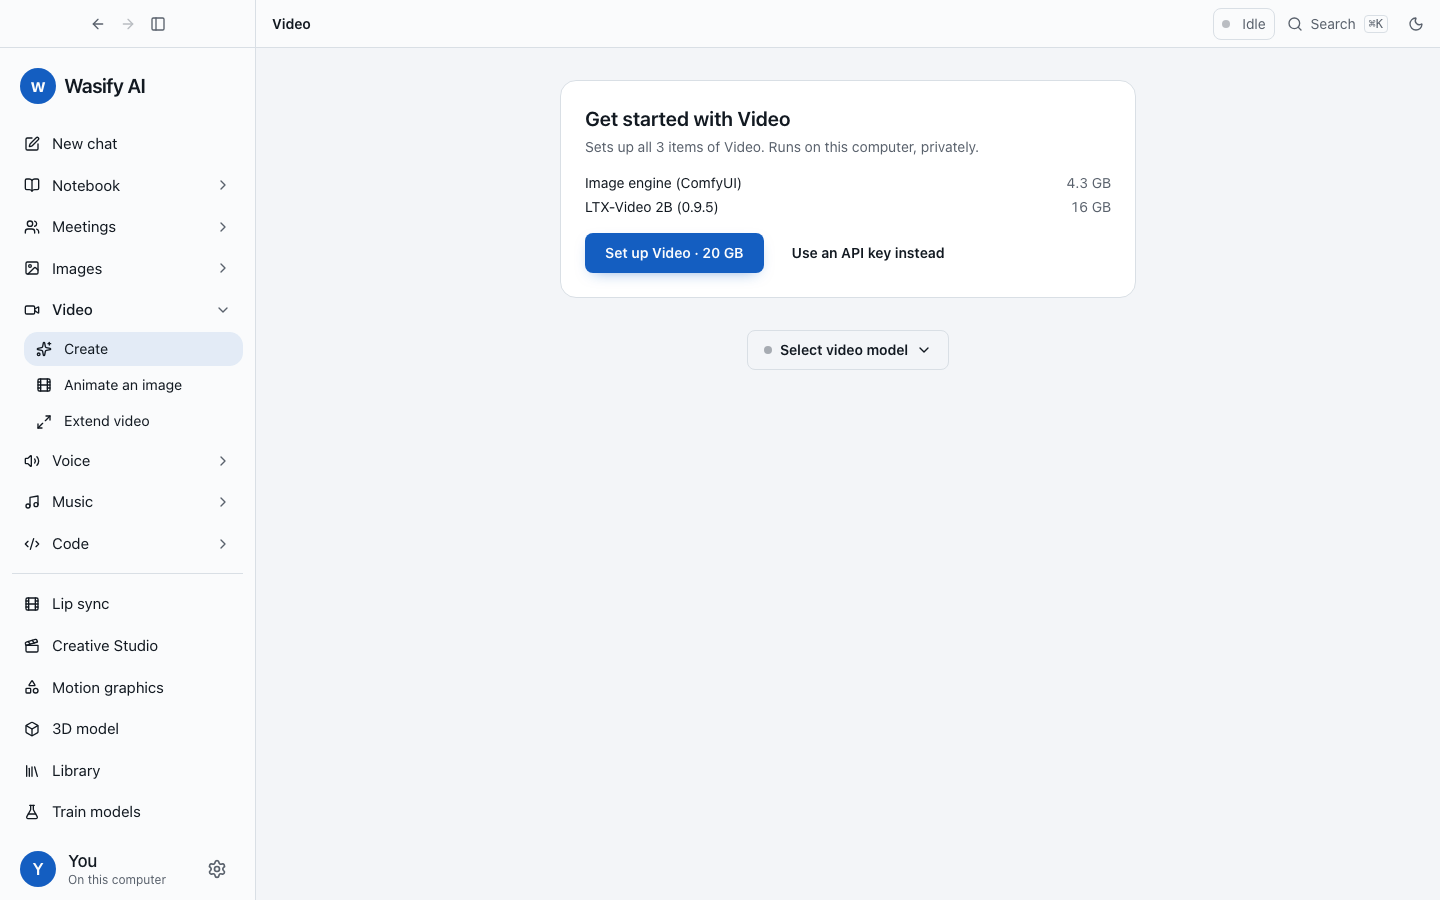 Video
Idle
Search
⌘K
W
Wasify AI
New chat
Notebook
Meetings
Images
Video
Create
Animate an image
Extend video
Voice
Music
Code
Lip sync
Creative Studio
Motion graphics
3D model
Library
Train models
Y
You
On this computer
Get started with Video
Sets up all 3 items of Video. Runs on this computer, privately.
Image engine (ComfyUI) 4.3 GB
LTX-Video 2B (0.9.5) 16 GB
Set up Video · 20 GB
Use an API key instead
Select video model